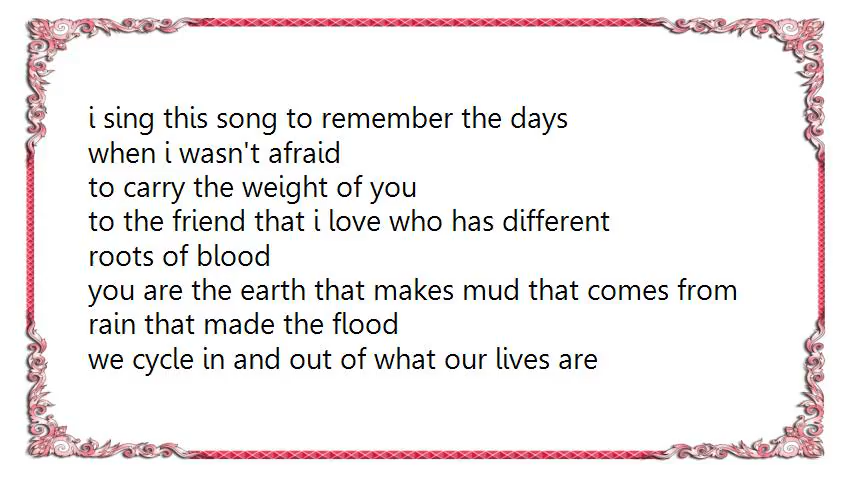 i sing this song to remember the days
when i wasn't afraid
to carry the weight of you
to the friend that i love who has different
roots of blood
you are the earth that makes mud that comes from
rain that made the flood
we cycle in and out of what our lives are